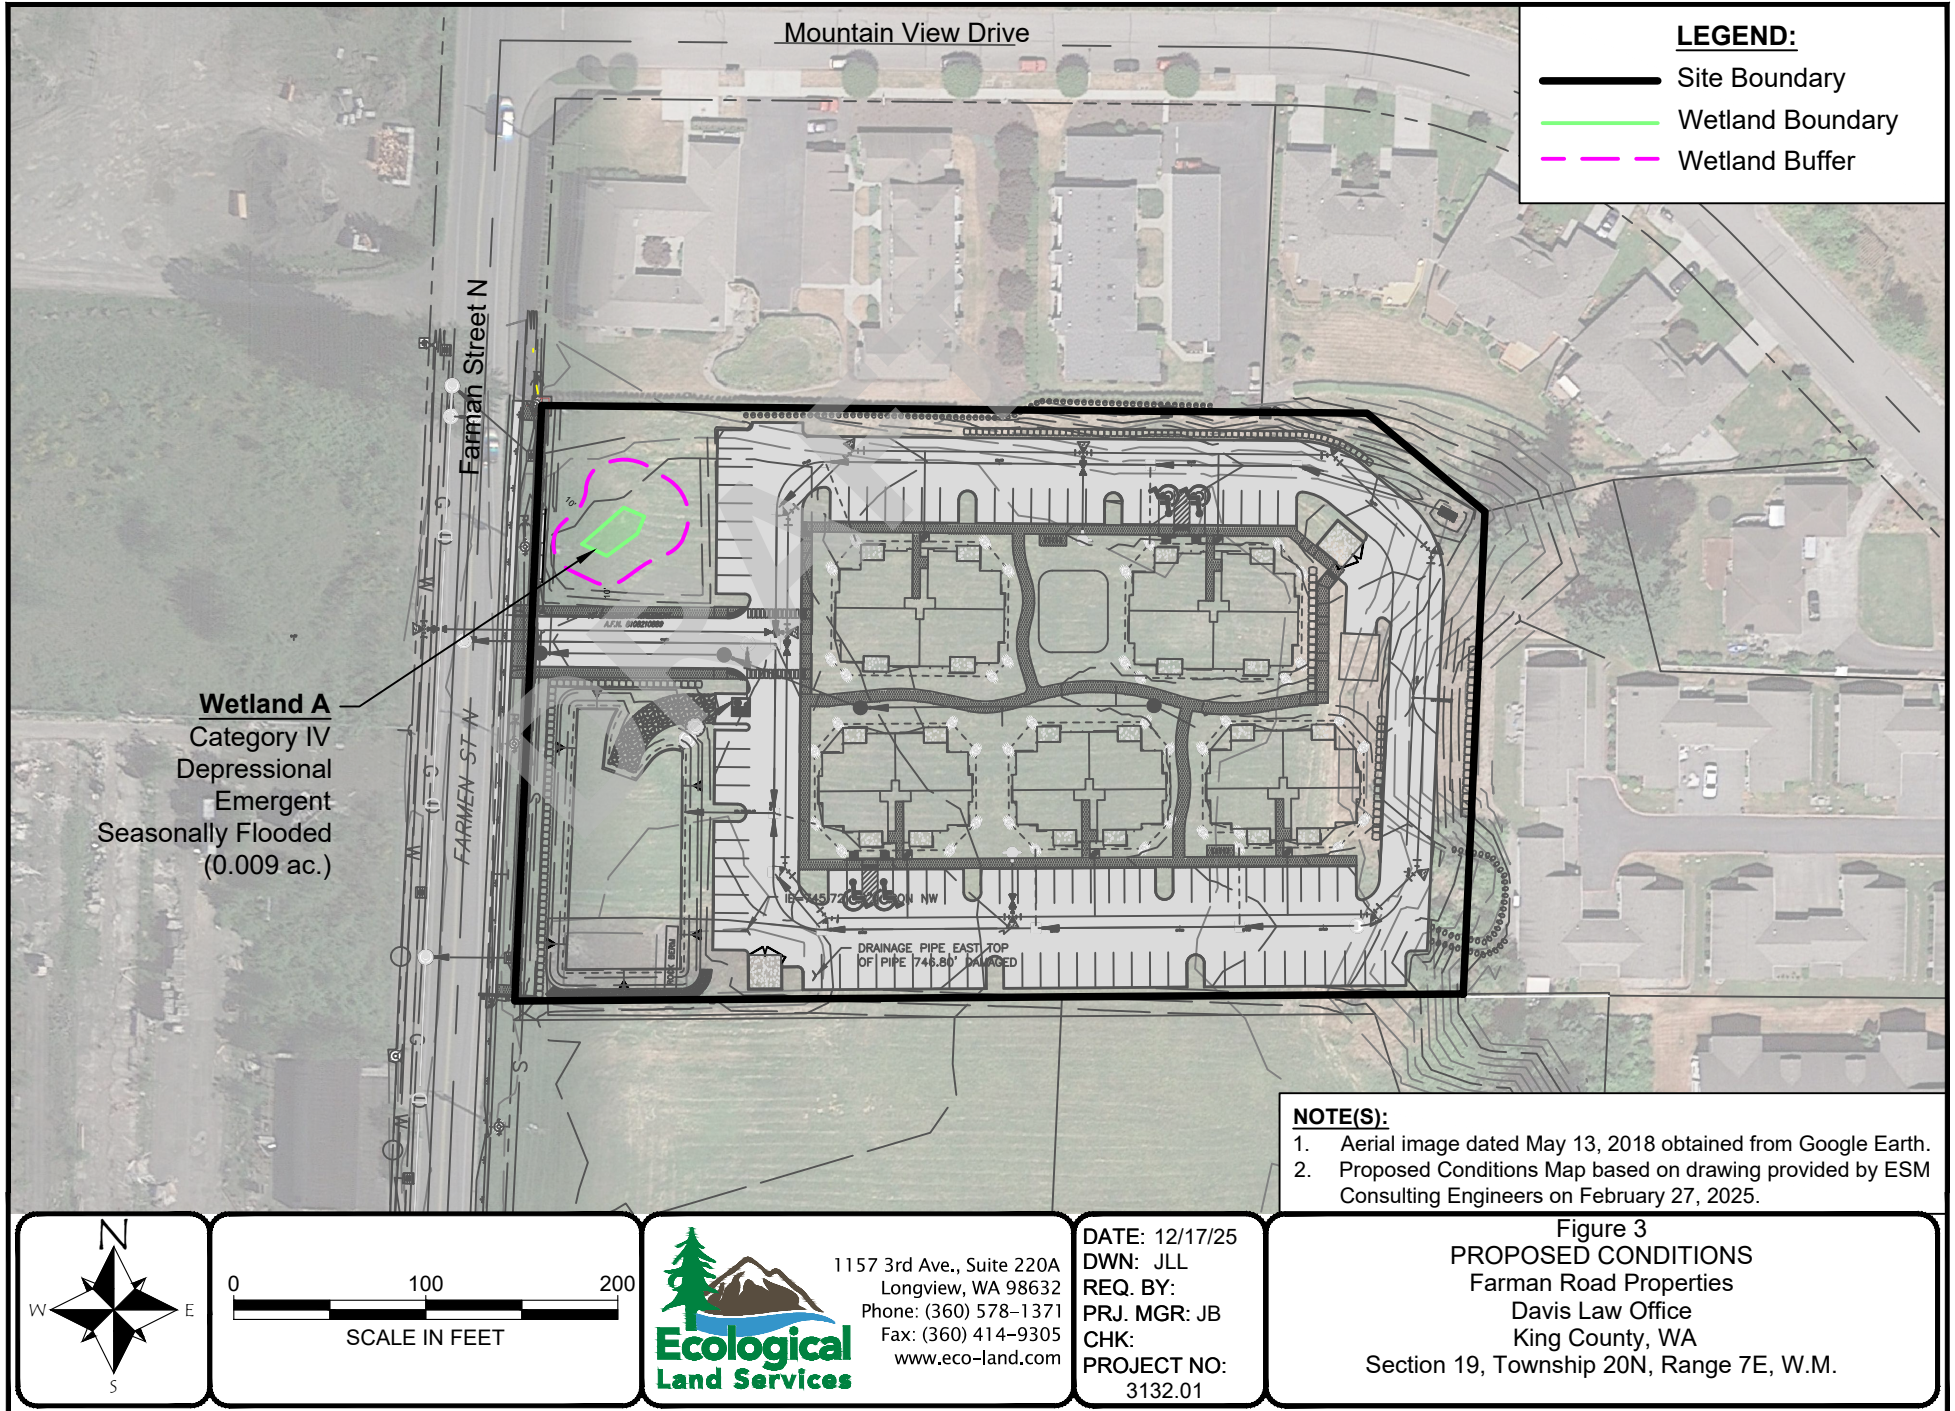 Mountain View Drive
LEGEND:
Site Boundary
Wetland Boundary
Wetland Buffer
Farman Street N
10'
10'
A.F.N. 9108210889
Wetland A
Category IV
Depressional
Emergent
Seasonally Flooded
(0.009 ac.)
FARMEN ST N
W
G
W
G
G
W
S
ROCK BERM
DRAINAGE PIPE EAST TOP
OF PIPE 746.80' DAMAGED
NOTE(S):
1. Aerial image dated May 13, 2018 obtained from Google Earth.
2. Proposed Conditions Map based on drawing provided by ESM
Consulting Engineers on February 27, 2025.
N
W
E
S
0
100
200
SCALE IN FEET
Ecological
Land Services
1157 3rd Ave., Suite 220A
Longview, WA 98632
Phone: (360) 578-1371
Fax: (360) 414-9305
www.eco-land.com
DATE: 12/17/25
DWN: JLL
REQ. BY:
PRJ. MGR: JB
CHK:
PROJECT NO:
3132.01
Figure 3
PROPOSED CONDITIONS
Farman Road Properties
Davis Law Office
King County, WA
Section 19, Township 20N, Range 7E, W.M.